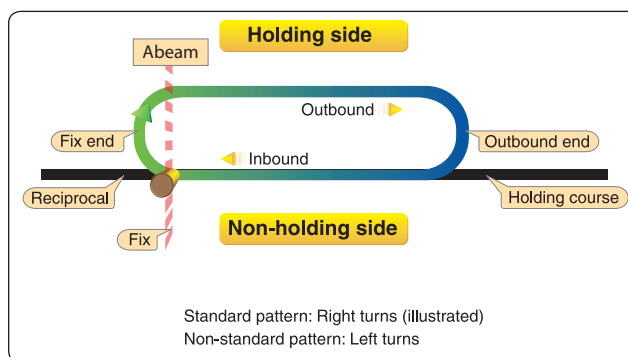 Holding side
Abeam
Outbound
Fix end
Inbound
Outbound end
Reciprocal
Holding course
Fix
Non-holding side
Standard pattern: Right turns (illustrated)
Non-standard pattern: Left turns